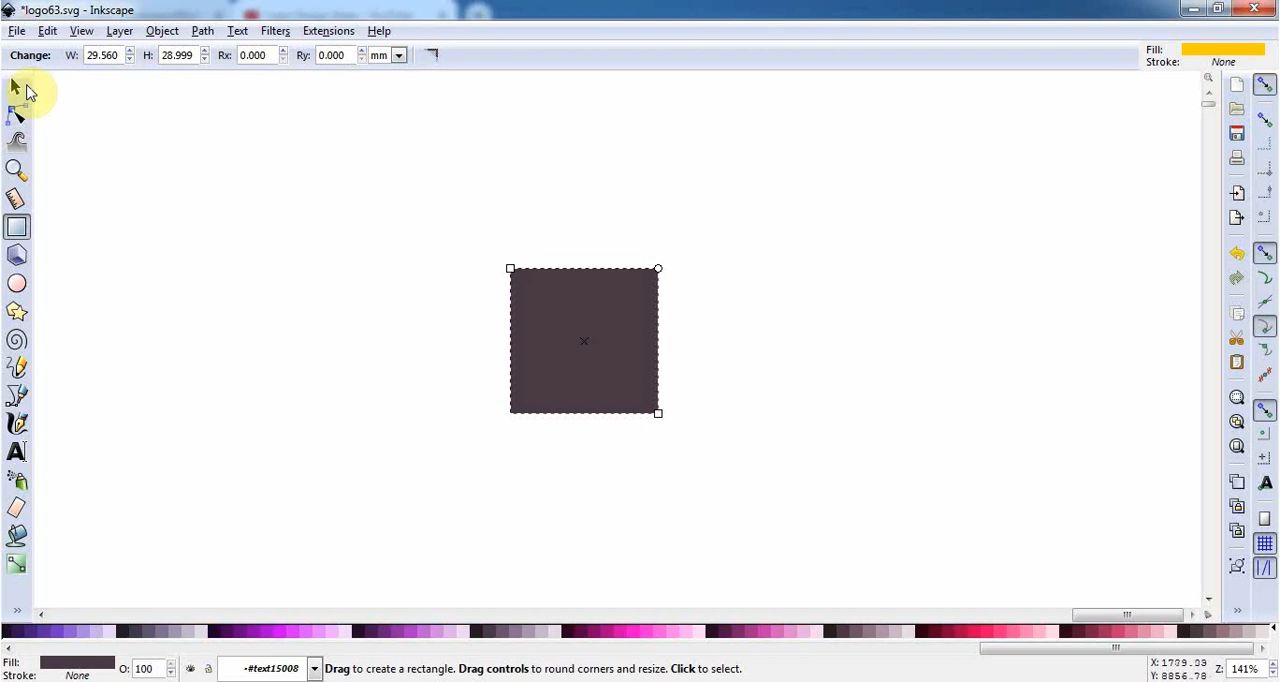 *logo63.svg - Inkscape
File Edit View Layer Object Path Text Filters Extensions Help
Change: W: 29.560 H: 28.999 Rx: 0.000 Ry: 0.000 mm
Fill:
Stroke: None
Fill: O: 100 -#text15008 Drag to create a rectangle. Drag controls to round corners and resize. Click to select. X: 1739.09 Z: 141%
Stroke: None Y: 8856.78